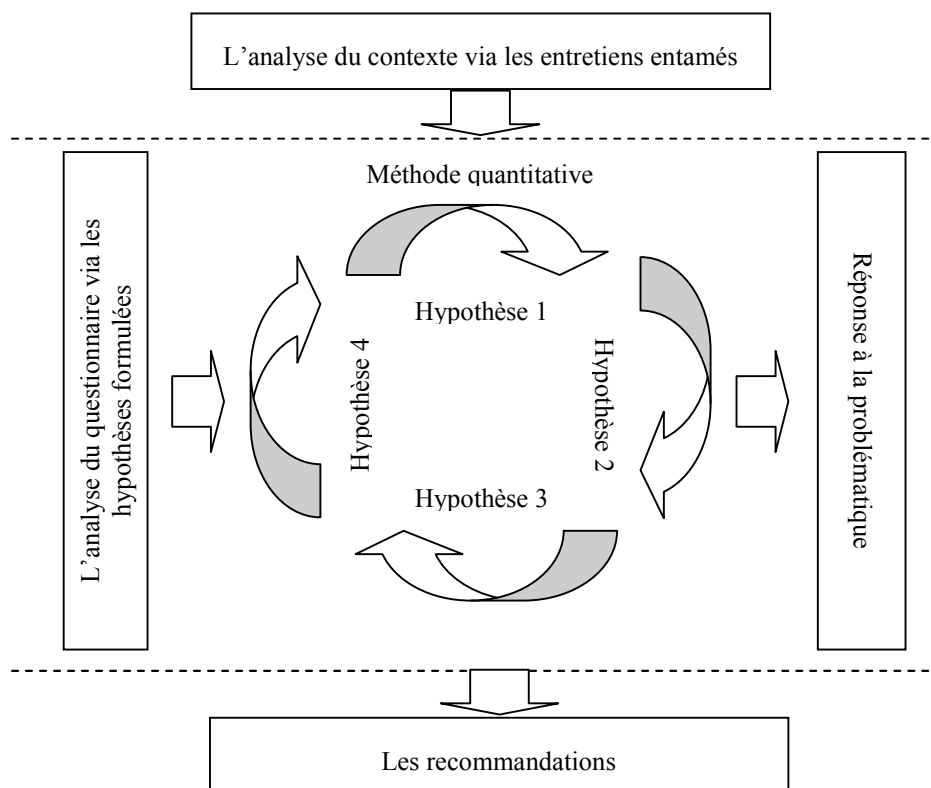 L’analyse du contexte via les entretiens entamés
Méthode quantitative
L’analyse du questionnaire via les
hypothèses formulées
Hypothèse 1
Hypothèse 4
Hypothèse 2
Hypothèse 3
Réponse à la problématique
Les recommandations